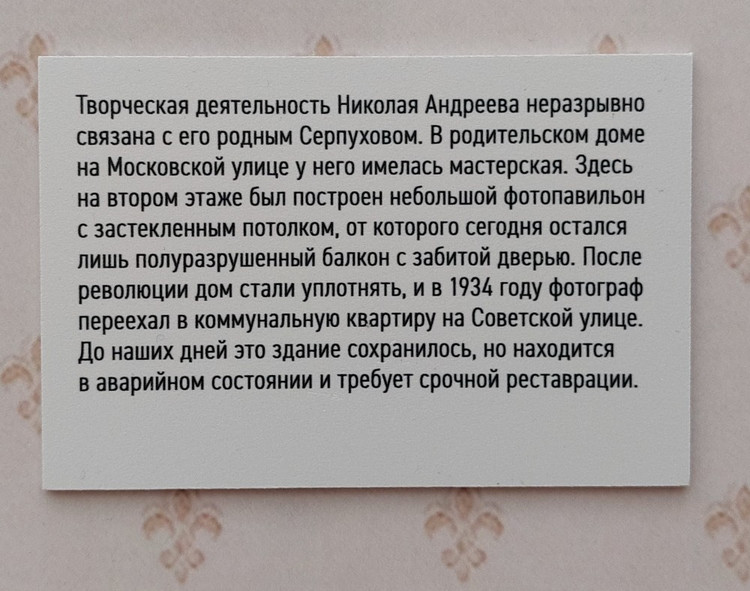 Творческая деятельность Николая Андреева неразрывно
связана с его родным Серпуховом. В родительском доме
на Московской улице у него имелась мастерская. Здесь
на втором этаже был построен небольшой фотопавильон
с застекленным потолком, от которого сегодня остался
лишь полуразрушенный балкон с забитой дверью. После
революции дом стали уплотнять, и в 1934 году фотограф
переехал в коммунальную квартиру на Советской улице.
До наших дней это здание сохранилось, но находится
в аварийном состоянии и требует срочной реставрации.